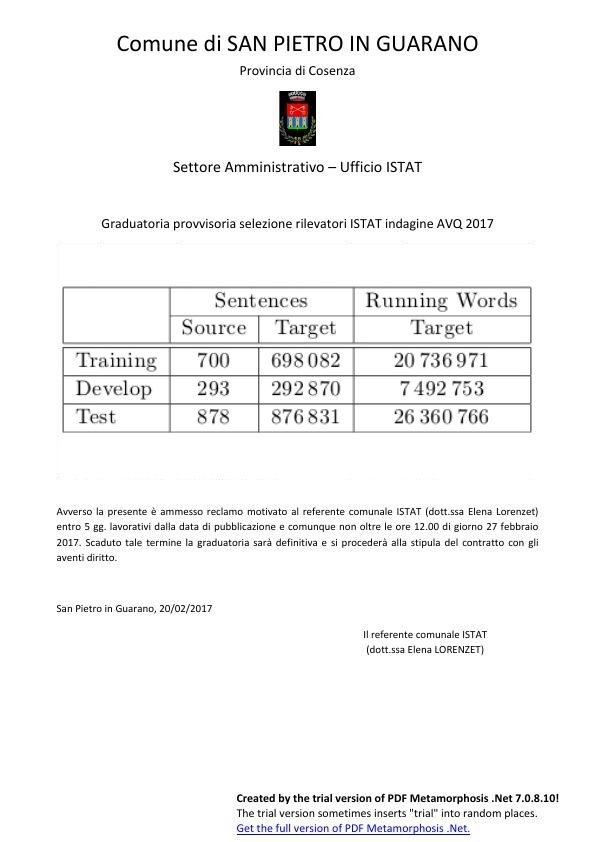 Comune di SAN PIETRO IN GUARANO
Provincia di Cosenza
Settore Amministrativo – Ufficio ISTAT
Graduatoria provvisoria selezione rilevatori ISTAT indagine AVQ 2017
Sentences Running Words
Source Target Target
Training 700 698 082 20 736 971
Develop 293 292 870 7 492 753
Test 878 876 831 26 360 766
Avverso la presente è ammesso reclamo motivato al referente comunale ISTAT (dott.ssa Elena Lorenzet)
entro 5 gg. lavorativi dalla data di pubblicazione e comunque non oltre le ore 12.00 di giorno 27 febbraio
2017. Scaduto tale termine la graduatoria sarà definitiva e si procederà alla stipula del contratto con gli
aventi diritto.
San Pietro in Guarano, 20/02/2017
Il referente comunale ISTAT
(dott.ssa Elena LORENZET)
Created by the trial version of PDF Metamorphosis .Net 7.0.8.10!
The trial version sometimes inserts "trial" into random places.
Get the full version of PDF Metamorphosis .Net.